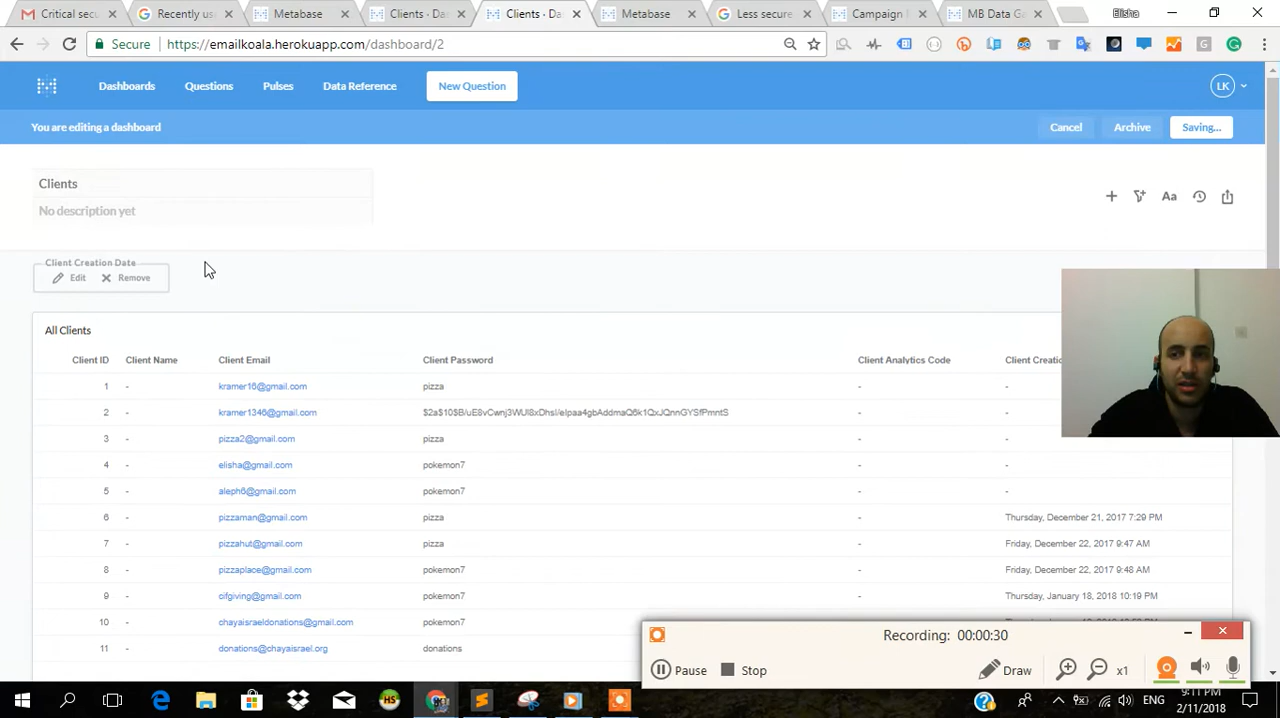 Critical sec
Recently us
Metabase
Clients · Da
Clients · Da
Metabase
Less secure
Campaign
MB Data Ga
Elisha
Secure
https://emailkoala.herokuapp.com/dashboard/2
Dashboards Questions Pulses Data Reference New Question LK
You are editing a dashboard Cancel Archive Saving...
Clients
No description yet
Aa
Client Creation Date
Edit Remove
All Clients
Client ID Client Name Client Email Client Password Client Analytics Code Client Creatio
1 - kramer16@gmail.com pizza - -
2 - kramer1346@gmail.com - -
3 - pizza2@gmail.com pizza - -
4 - elisha@gmail.com pokemon7 - -
5 - aleph6@gmail.com pokemon7 - -
6 - pizzaman@gmail.com pizza - Thursday, December 21, 2017 7:29 PM
7 - pizzahut@gmail.com pizza - Friday, December 22, 2017 9:47 AM
8 - pizzaplace@gmail.com pokemon7 - Friday, December 22, 2017 9:48 AM
9 - cifgiving@gmail.com pokemon7 - Thursday, January 18, 2018 10:19 PM
10 - chayaisraeldonations@gmail.com pokemon7 -
11 - donations@chayaisrael.org donations
Recording: 00:00:30
Pause Stop Draw x1
ENG
9:11 PM
2/11/2018